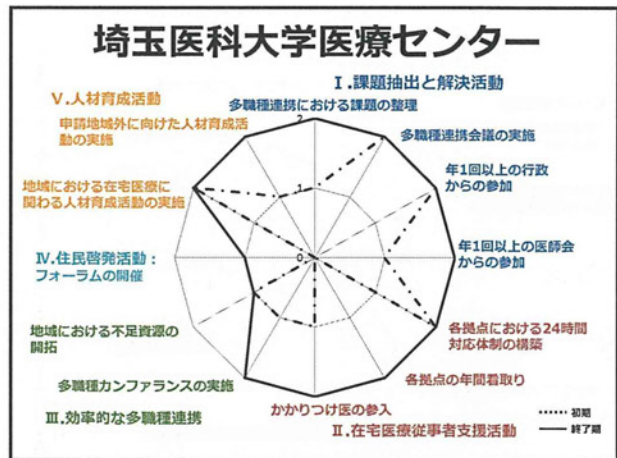 埼玉医科大学医療センター
Ⅰ.課題抽出と解決活動
Ⅴ.人材育成活動
多職種連携における課題の整理
申請地域外に向けた人材育成活
動の実施
2
多職種連携会議の実施
地域における在宅医療に
関わる人材育成活動の実施
1
年1回以上の行政
からの参加
Ⅳ.住民啓発活動：
フォーラムの開催
0
年1回以上の医師会
からの参加
地域における不足資源の
開拓
各拠点における24時間
対応体制の構築
多職種カンファランスの実施
各拠点の年間看取り
Ⅲ.効率的な多職種連携
かかりつけ医の参入
Ⅱ.在宅医療従事者支援活動
初期
終了期